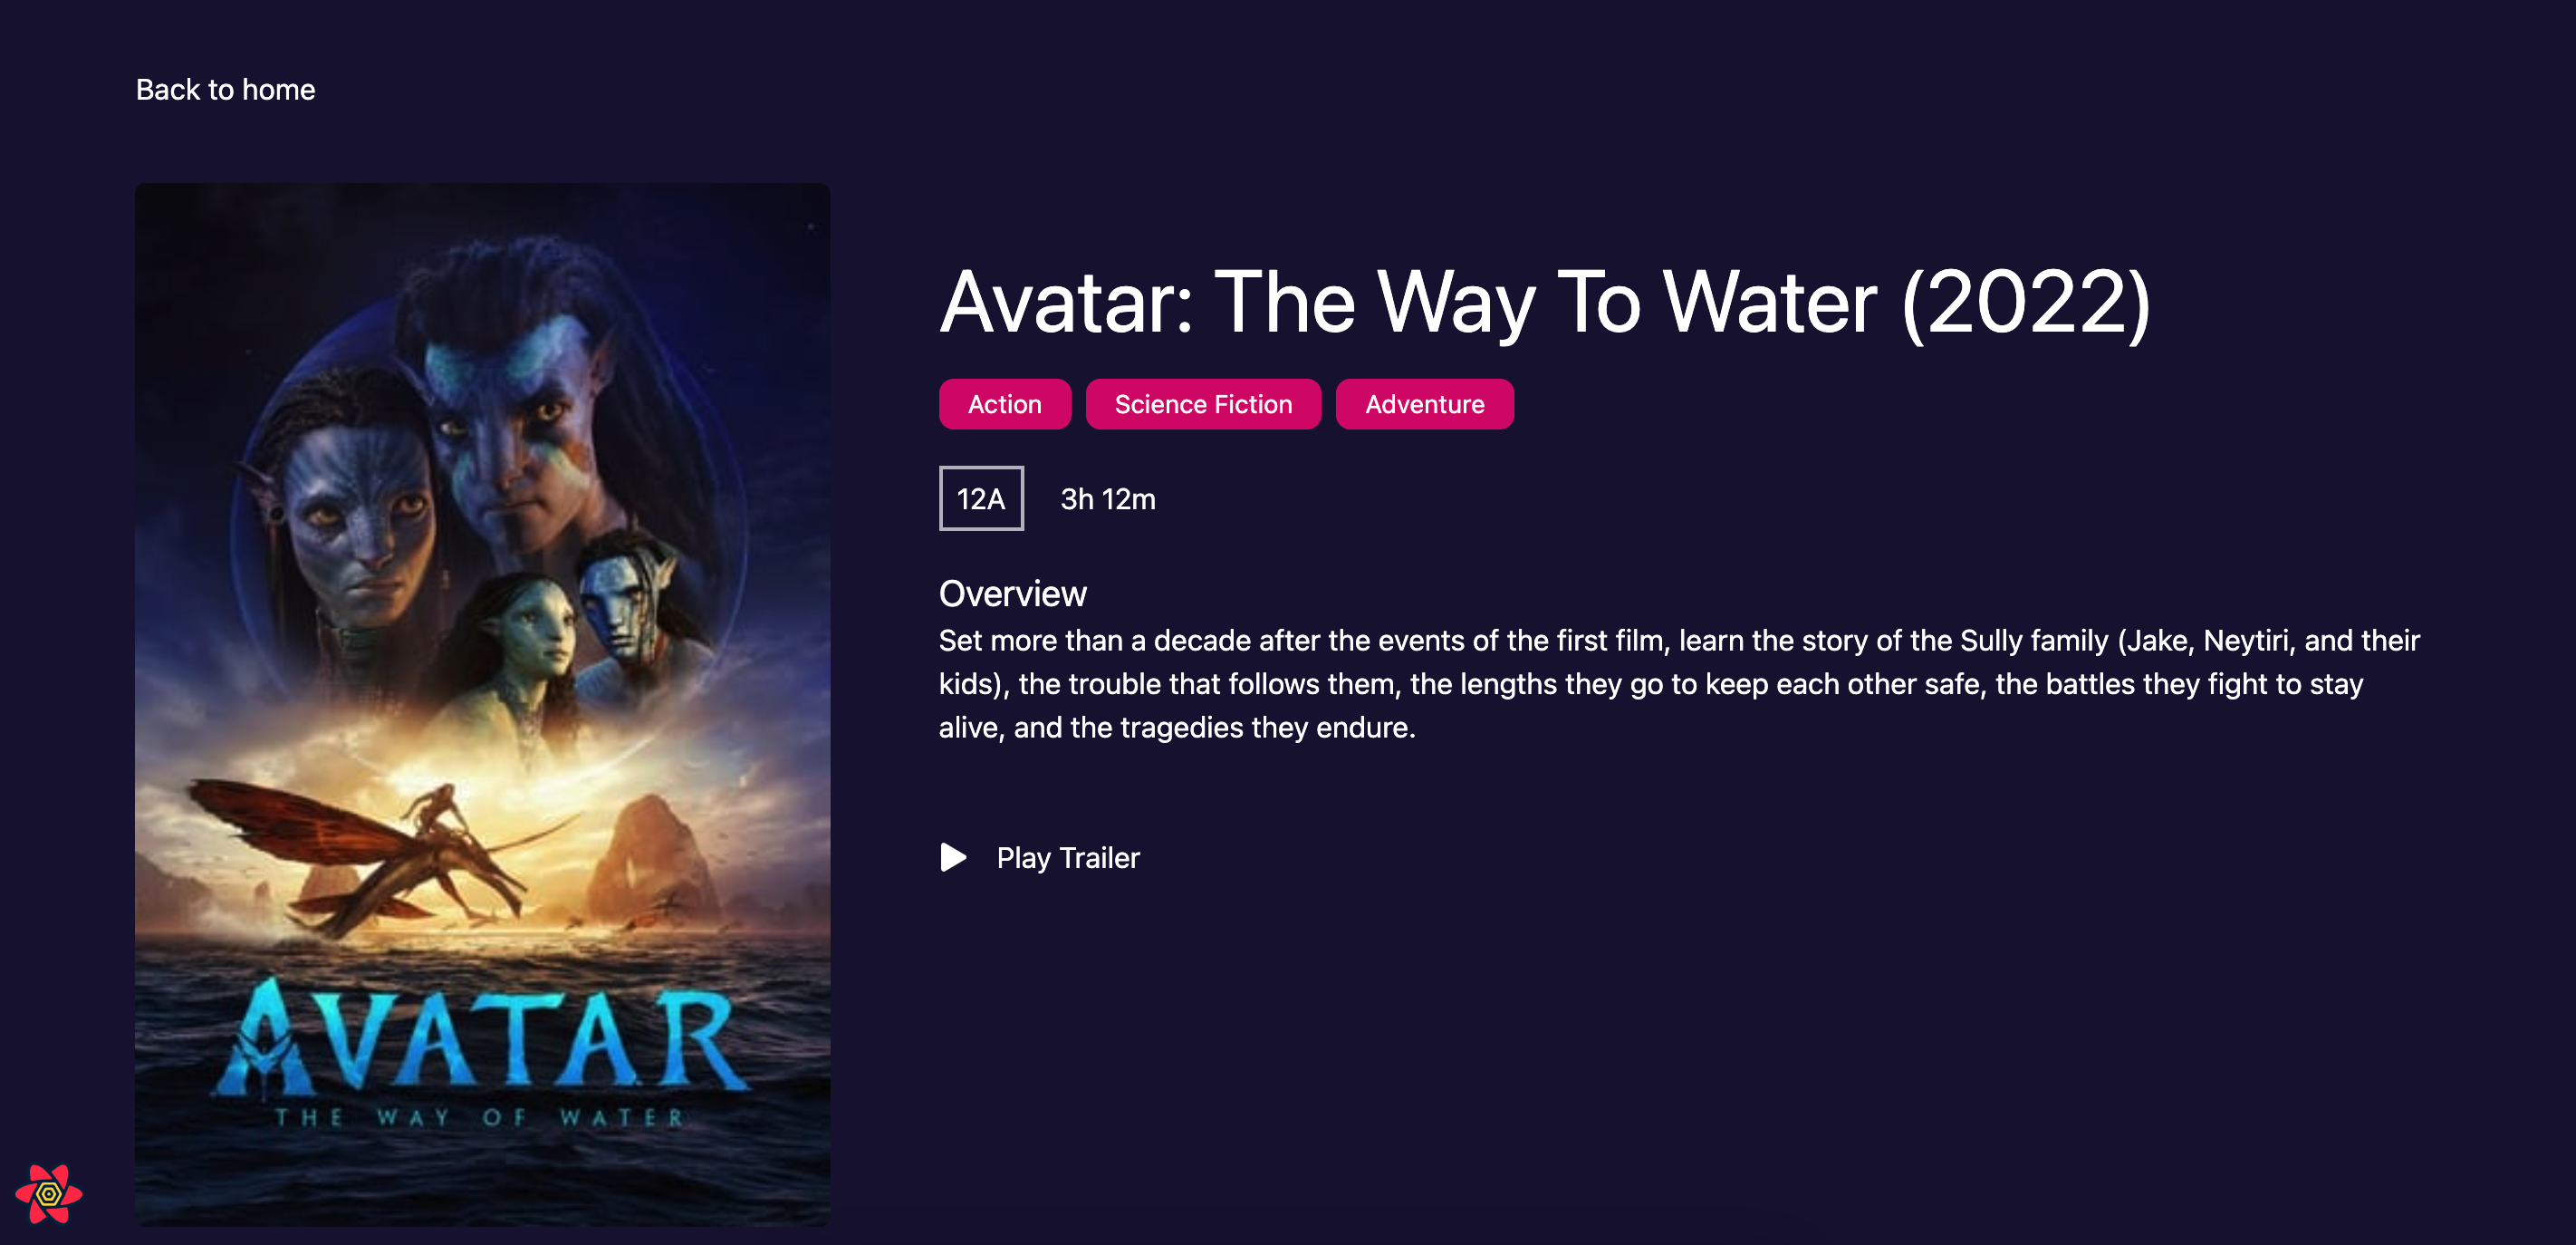 Back to home
Avatar: The Way To Water (2022)
Action
Science Fiction
Adventure
12A
3h 12m
Overview
Set more than a decade after the events of the first film, learn the story of the Sully family (Jake, Neytiri, and their
kids), the trouble that follows them, the lengths they go to keep each other safe, the battles they fight to stay
alive, and the tragedies they endure.
Play Trailer
AVATAR
THE WAY OF WATER